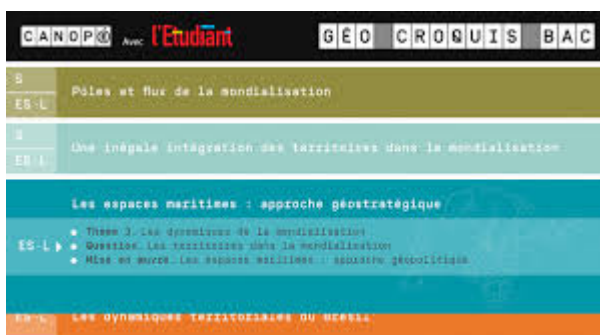 CANOPÉ Avec l'Etudiant
GÉO CROQUIS BAC
S
ES-L
Pôles et flux de la mondialisation
S
ES-L
Une inégale intégration des territoires dans la mondialisation
Les espaces maritimes : approche géostratégique
ES-L
Thème 2. Les dynamiques de la mondialisation
Question. Les territoires dans la mondialisation
Mise en œuvre. Les espaces maritimes : approche géopolitique
ES-L
Les dynamiques territoriales du Brésil